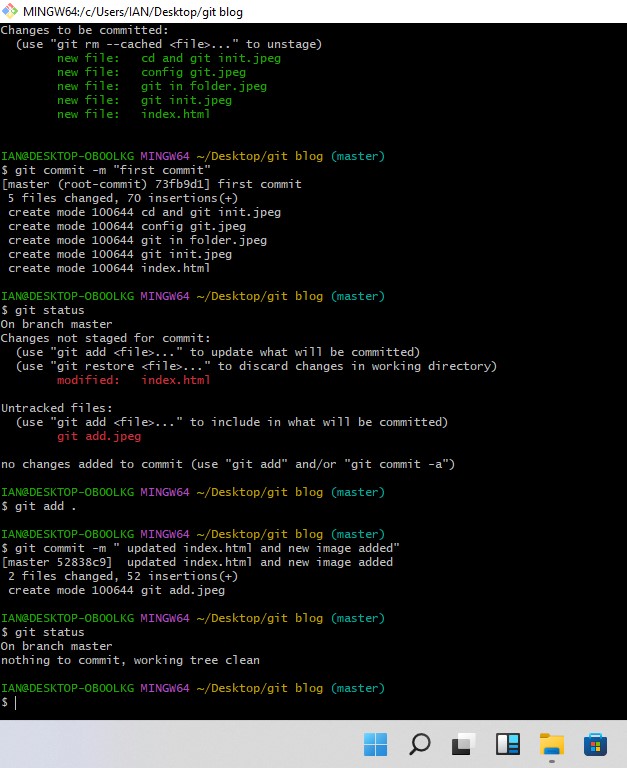 MINGW64:/c/Users/IAN/Desktop/git blog
Changes to be committed:
  (use "git rm --cached <file>..." to unstage)
        new file:   cd and git init.jpeg
        new file:   config git.jpeg
        new file:   git in folder.jpeg
        new file:   git init.jpeg
        new file:   index.html

IAN@DESKTOP-OBOOLKG MINGW64 ~/Desktop/git blog (master)
$ git commit -m "first commit"
[master (root-commit) 73fb9d1] first commit
 5 files changed, 70 insertions(+)
 create mode 100644 cd and git init.jpeg
 create mode 100644 config git.jpeg
 create mode 100644 git in folder.jpeg
 create mode 100644 git init.jpeg
 create mode 100644 index.html

IAN@DESKTOP-OBOOLKG MINGW64 ~/Desktop/git blog (master)
$ git status
On branch master
Changes not staged for commit:
  (use "git add <file>..." to update what will be committed)
  (use "git restore <file>..." to discard changes in working directory)
        modified:   index.html

Untracked files:
  (use "git add <file>..." to include in what will be committed)
        git add.jpeg

no changes added to commit (use "git add" and/or "git commit -a")

IAN@DESKTOP-OBOOLKG MINGW64 ~/Desktop/git blog (master)
$ git add .

IAN@DESKTOP-OBOOLKG MINGW64 ~/Desktop/git blog (master)
$ git commit -m " updated index.html and new image added"
[master 52838c9]  updated index.html and new image added
 2 files changed, 52 insertions(+)
 create mode 100644 git add.jpeg

IAN@DESKTOP-OBOOLKG MINGW64 ~/Desktop/git blog (master)
$ git status
On branch master
nothing to commit, working tree clean

IAN@DESKTOP-OBOOLKG MINGW64 ~/Desktop/git blog (master)
$